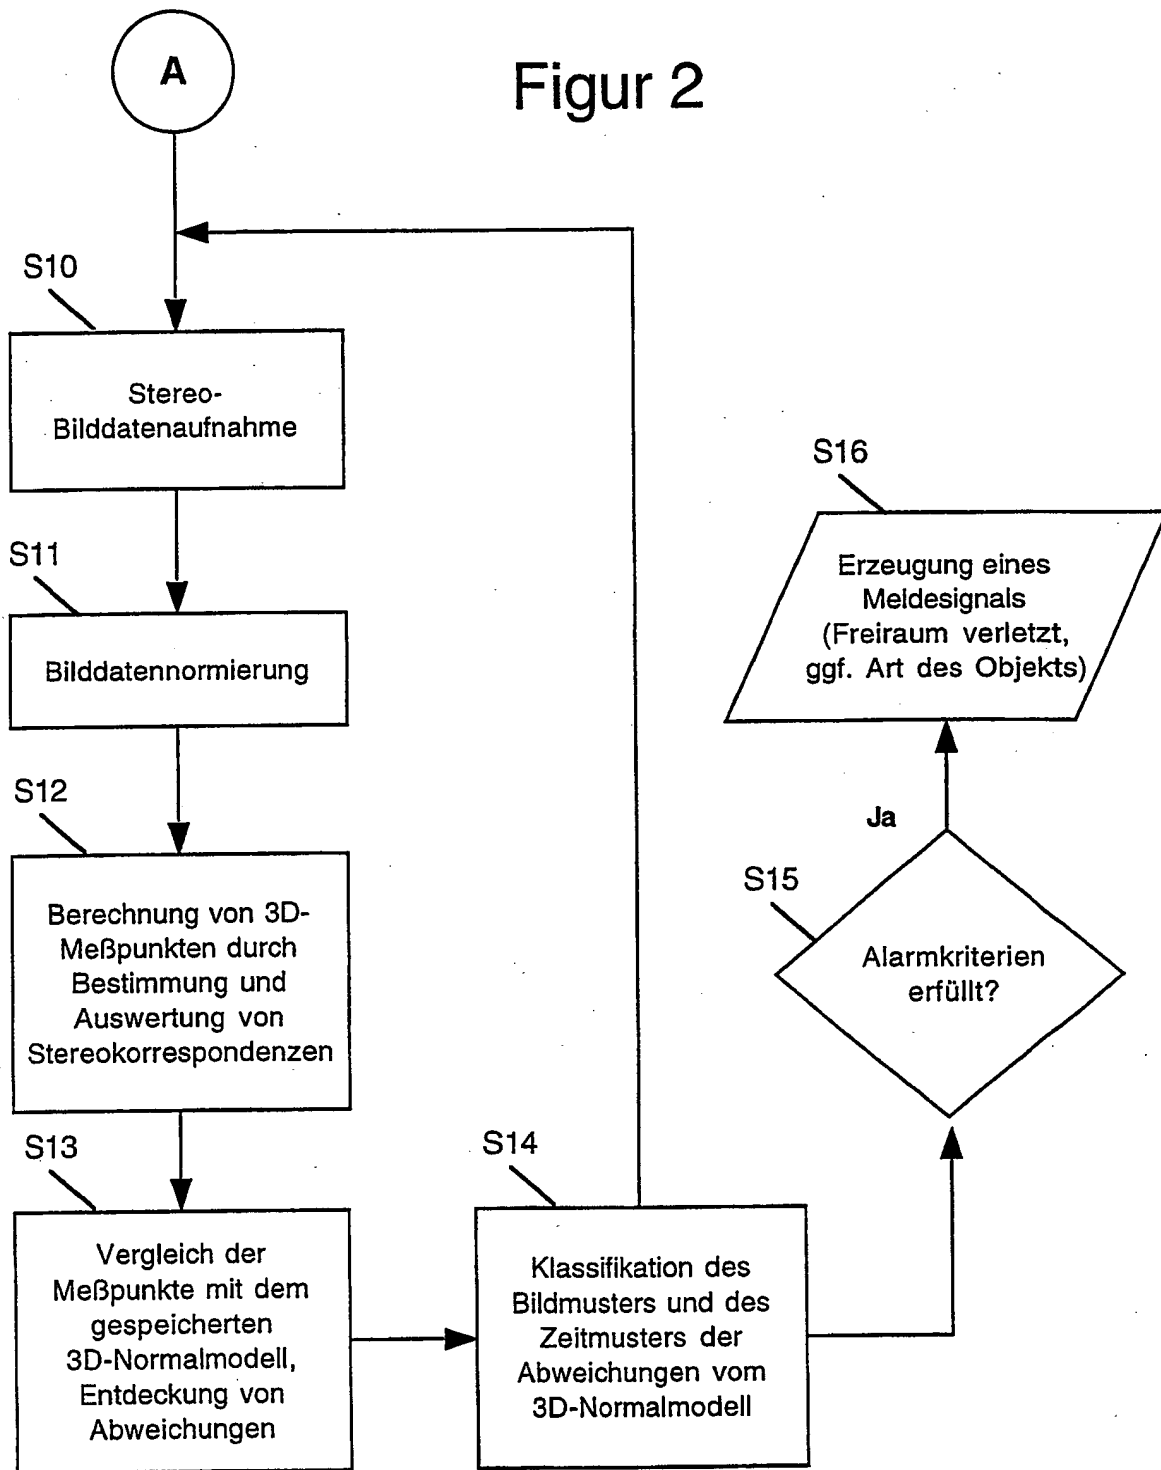 A
Figur 2
S10
Stereo-
Bilddatenaufnahme
S11
Bilddatennormierung
S12
Berechnung von 3D-
Meßpunkten durch
Bestimmung und
Auswertung von
Stereokorrespondenzen
S13
Vergleich der
Meßpunkte mit dem
gespeicherten
3D-Normalmodell,
Entdeckung von
Abweichungen
S14
Klassifikation des
Bildmusters und des
Zeitmusters der
Abweichungen vom
3D-Normalmodell
S15
Alarmkriterien
erfüllt?
Ja
S16
Erzeugung eines
Meldesignals
(Freiraum verletzt,
ggf. Art des Objekts)